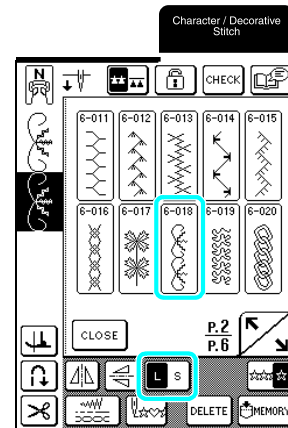 Character / Decorative
Stitch
N
CHECK
6-011 6-012 6-013 6-014 6-015
6-016 6-017 6-018 6-019 6-020
CLOSE
P.2
P.6
L S
DELETE MEMORY